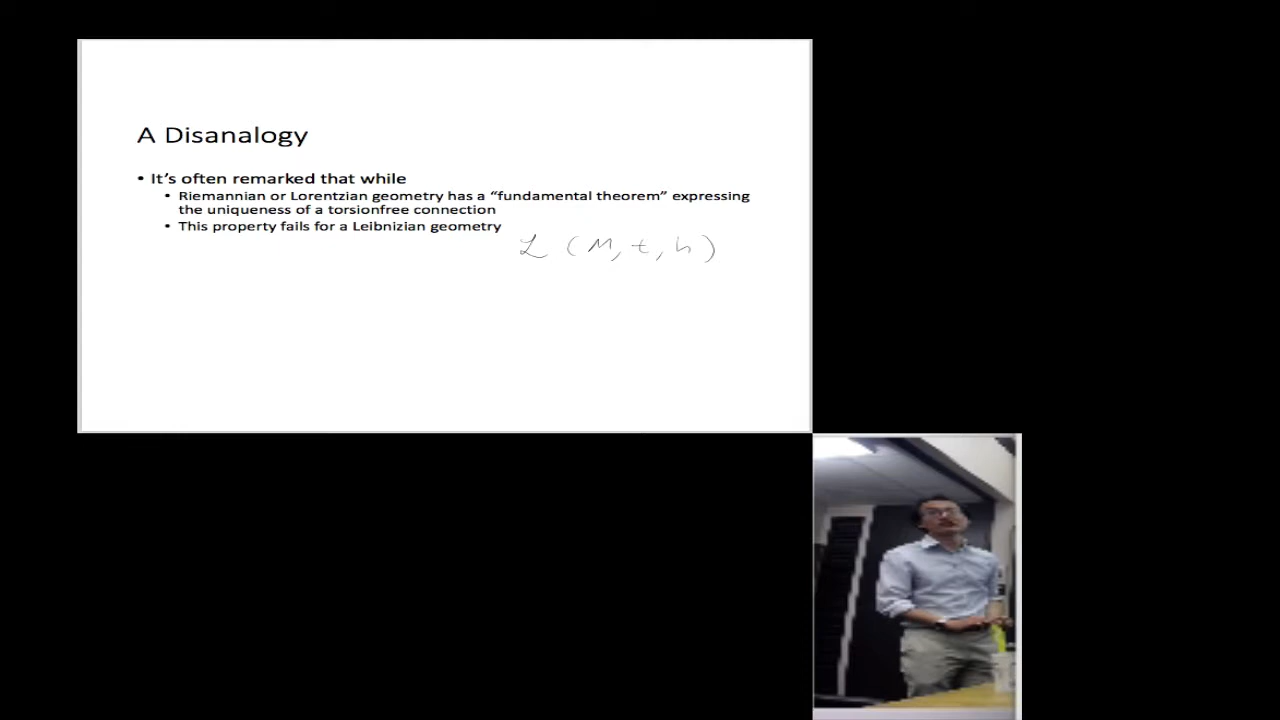 A Disanalogy
• It's often remarked that while
• Riemannian or Lorentzian geometry has a “fundamental theorem” expressing
the uniqueness of a torsionfree connection
• This property fails for a Leibnizian geometry
ℒ (M, t, h)